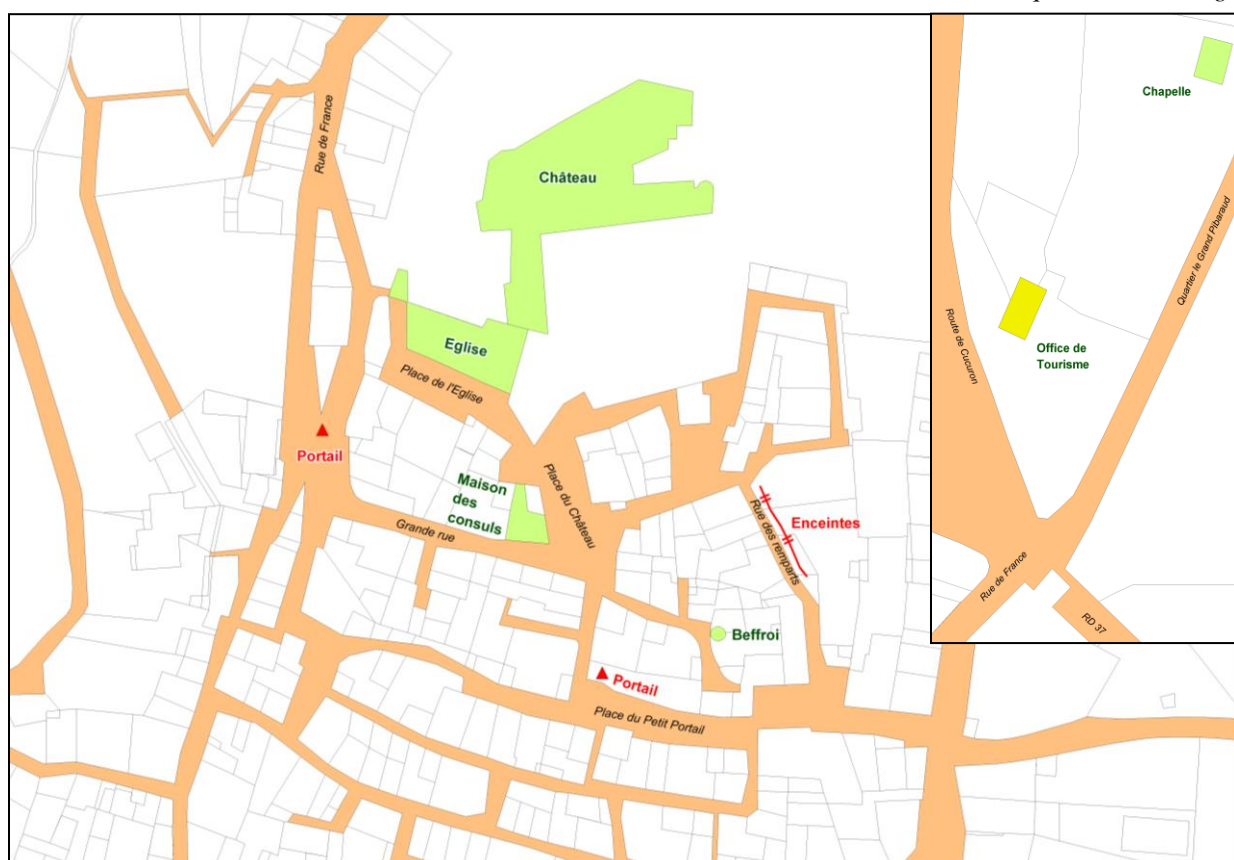 Rue de France
Château
Eglise
Place de l'Eglise
Portail
Maison
des
consuls
Place du Château
Grande rue
Enceintes
Rue des remparts
Beffroi
Portail
Place du Petit Portail
Chapelle
Quartier le Grand Pibaraud
Route de Cucuron
Office de
Tourisme
Rue de France
RD 37